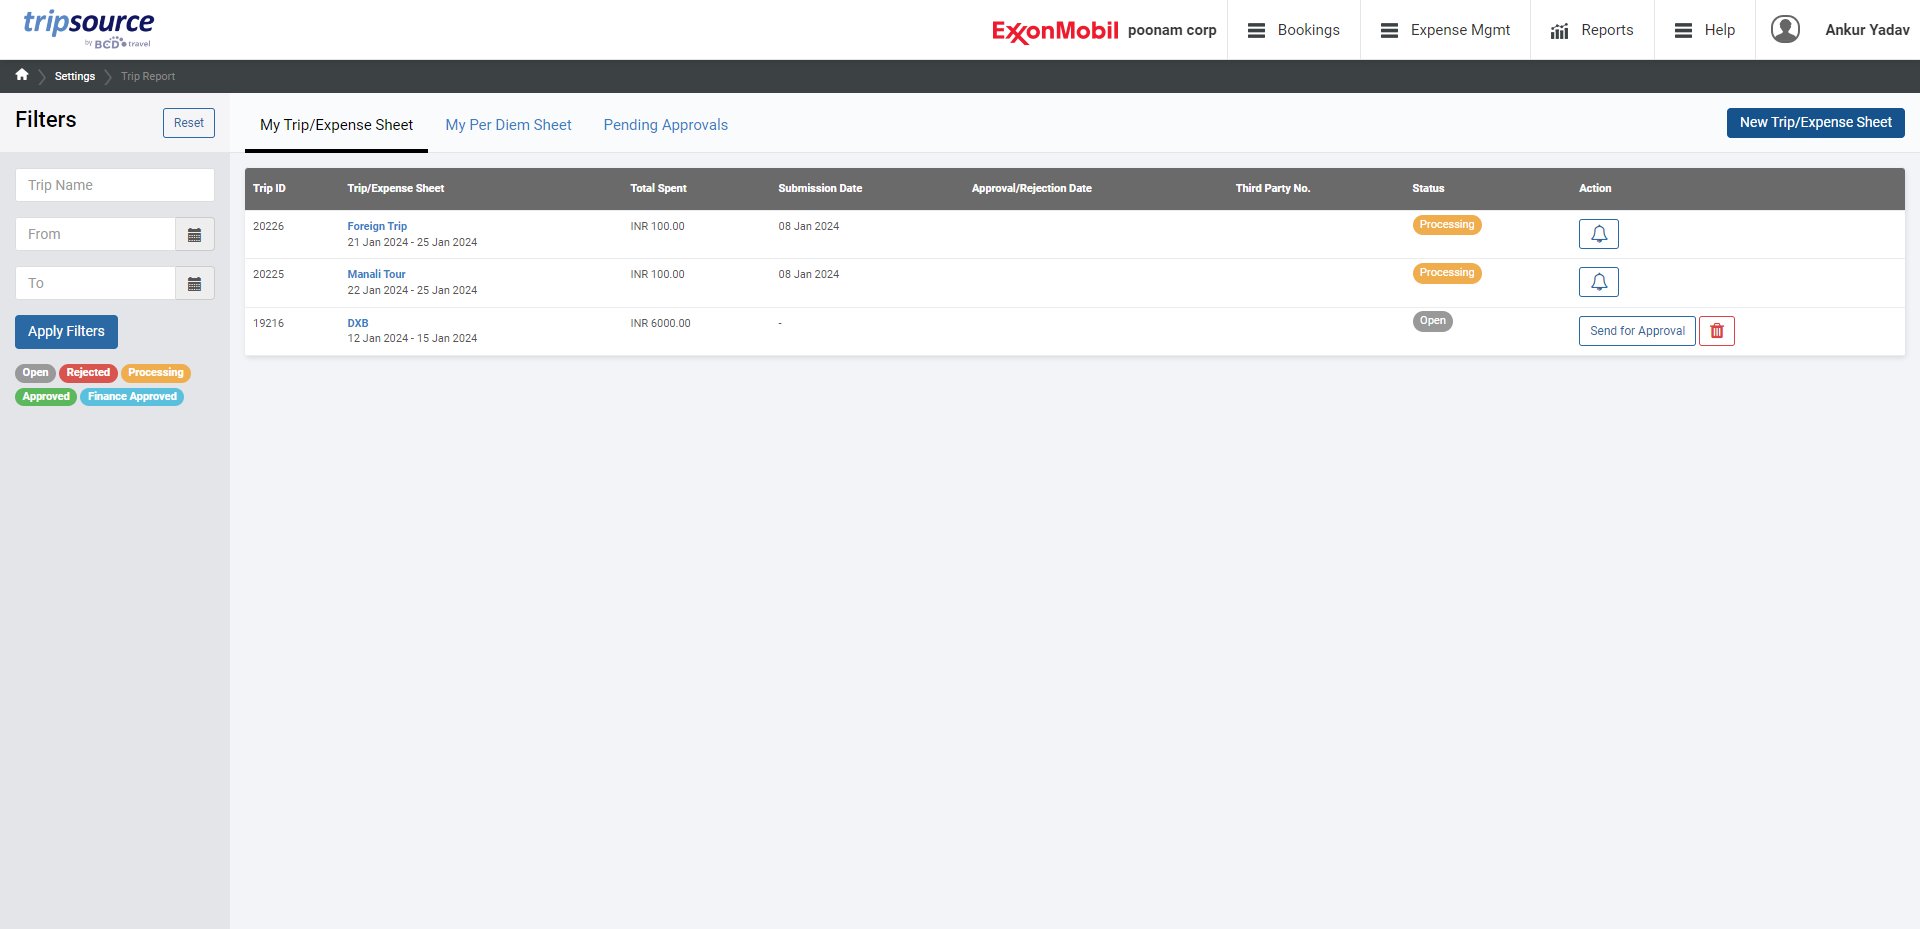 tripsource
by BCD travel
ExxonMobil poonam corp Bookings Expense Mgmt Reports Help Ankur Yadav
Settings Trip Report
Filters Reset
Trip Name
From
To
Apply Filters
Open Rejected Processing
Approved Finance Approved
My Trip/Expense Sheet My Per Diem Sheet Pending Approvals New Trip/Expense Sheet
Trip ID Trip/Expense Sheet Total Spent Submission Date Approval/Rejection Date Third Party No. Status Action
20226 Foreign Trip INR 100.00 08 Jan 2024 Processing
21 Jan 2024 - 25 Jan 2024
20225 Manali Tour INR 100.00 08 Jan 2024 Processing
22 Jan 2024 - 25 Jan 2024
19216 DXB INR 6000.00 - Open Send for Approval
12 Jan 2024 - 15 Jan 2024